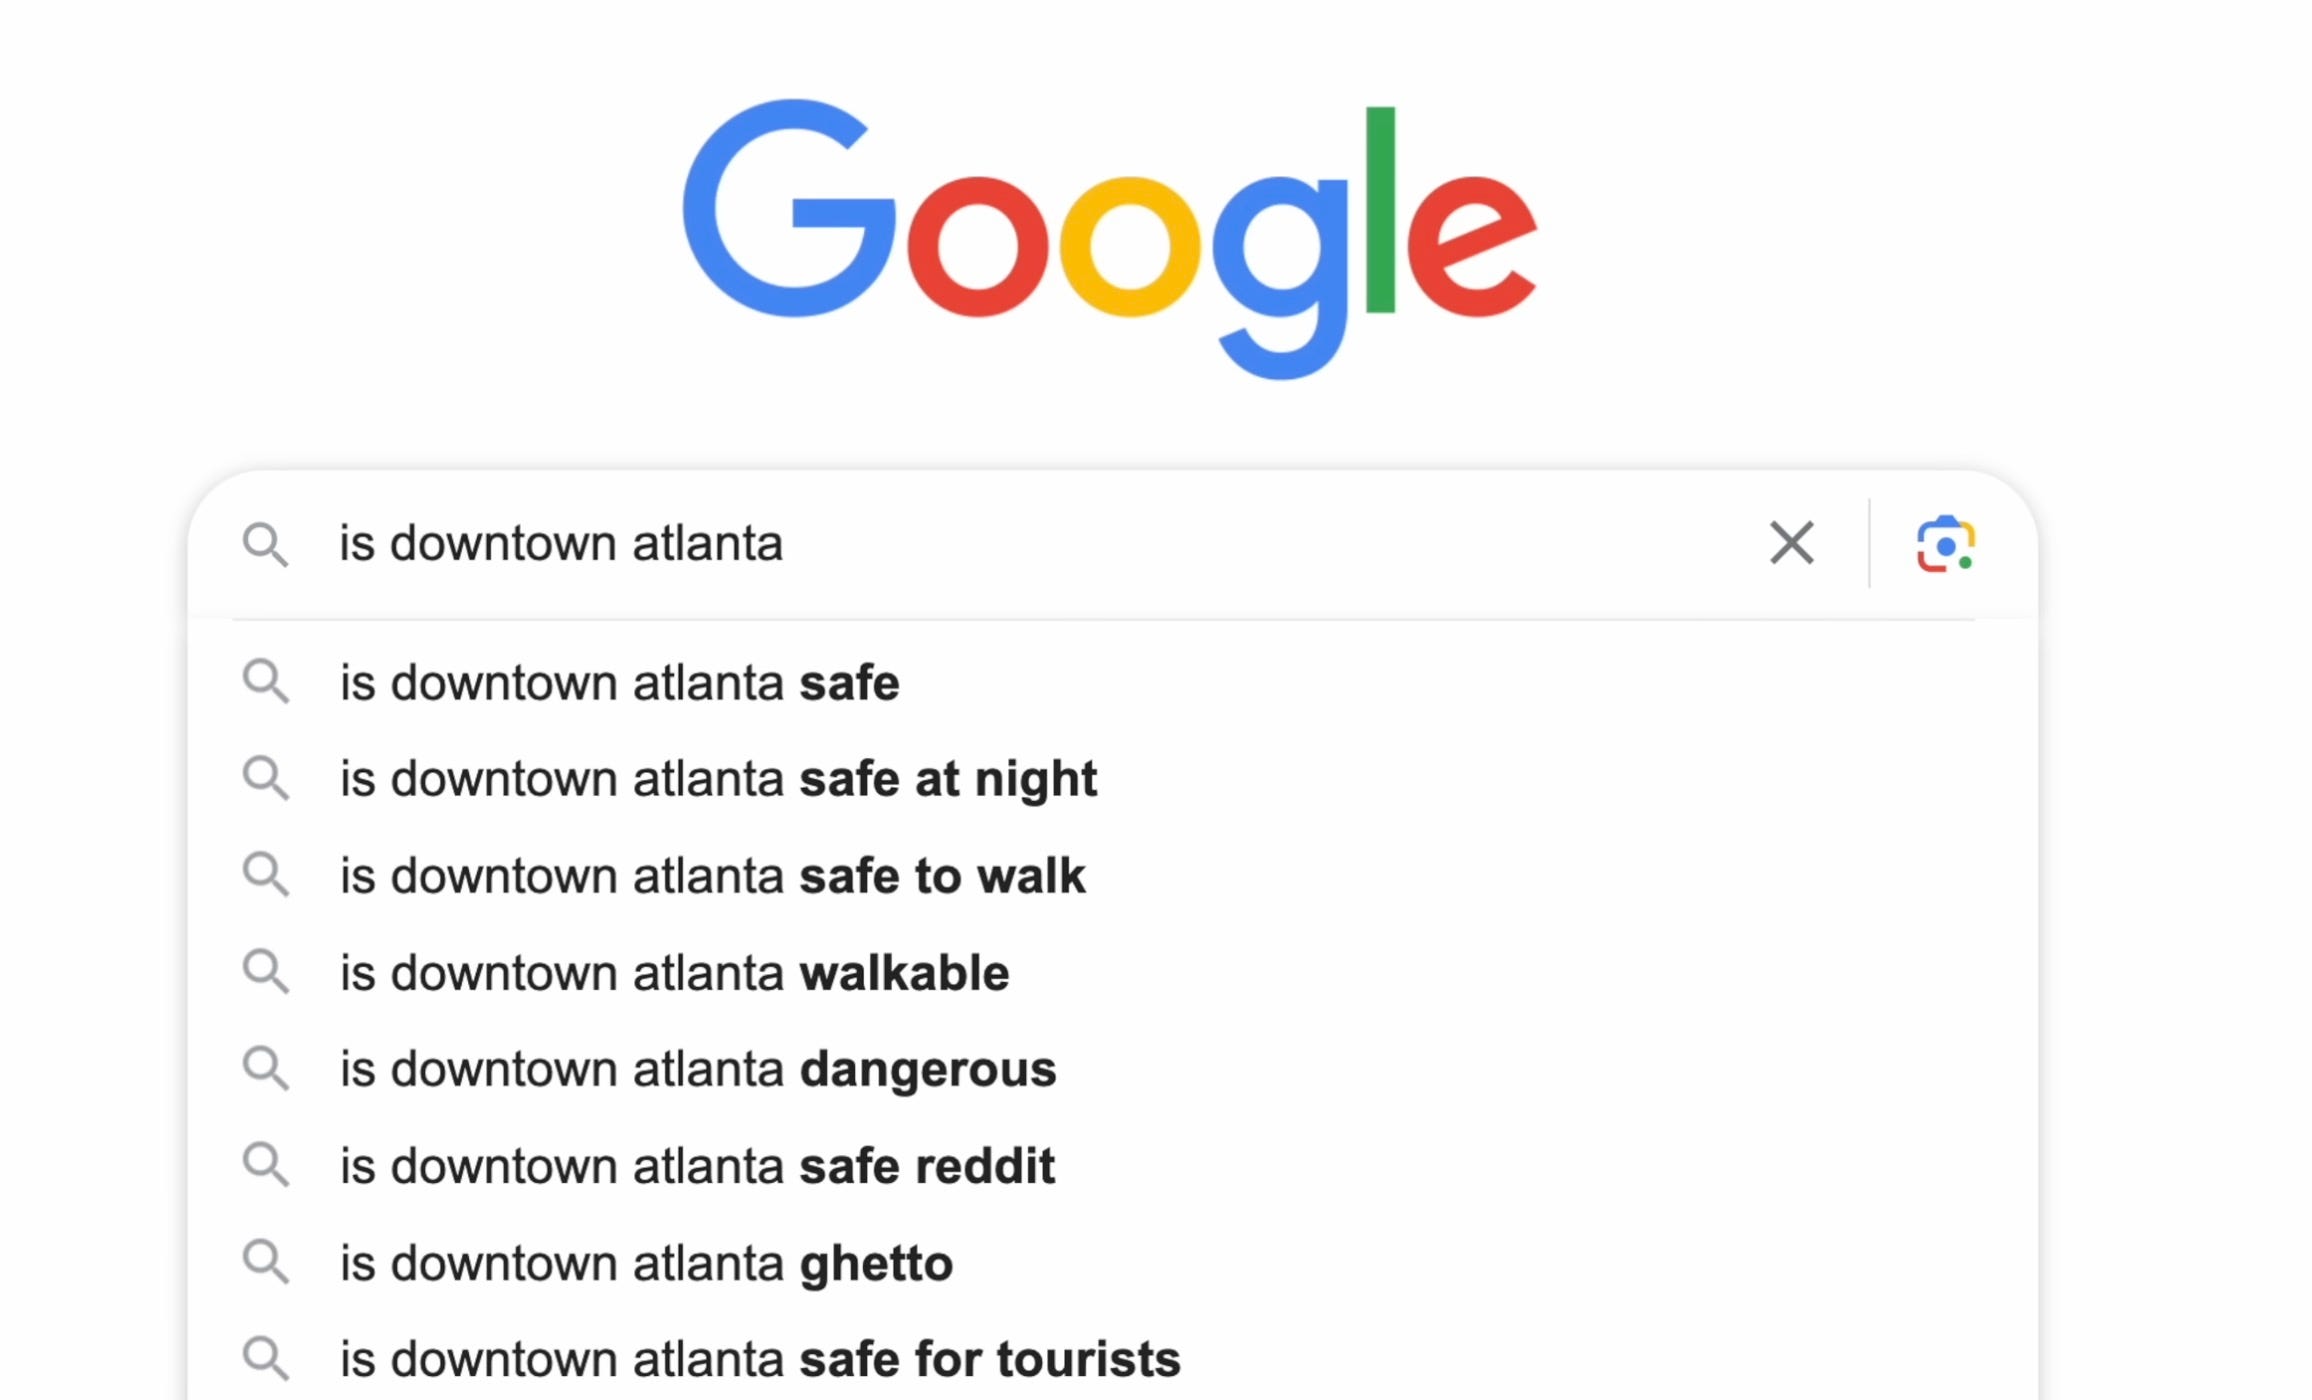 Google
is downtown atlanta
is downtown atlanta safe
is downtown atlanta safe at night
is downtown atlanta safe to walk
is downtown atlanta walkable
is downtown atlanta dangerous
is downtown atlanta safe reddit
is downtown atlanta ghetto
is downtown atlanta safe for tourists